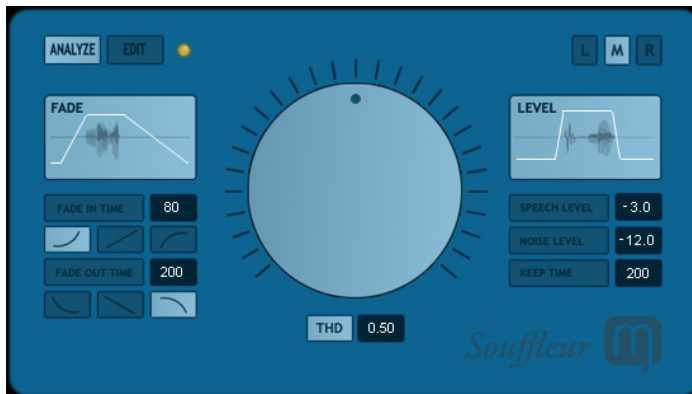 ANALYZE EDIT L M R
FADE
LEVEL
FADE IN TIME 80
FADE OUT TIME 200
SPEECH LEVEL -3.0
NOISE LEVEL -12.0
KEEP TIME 200
THD 0.50
Souffleur